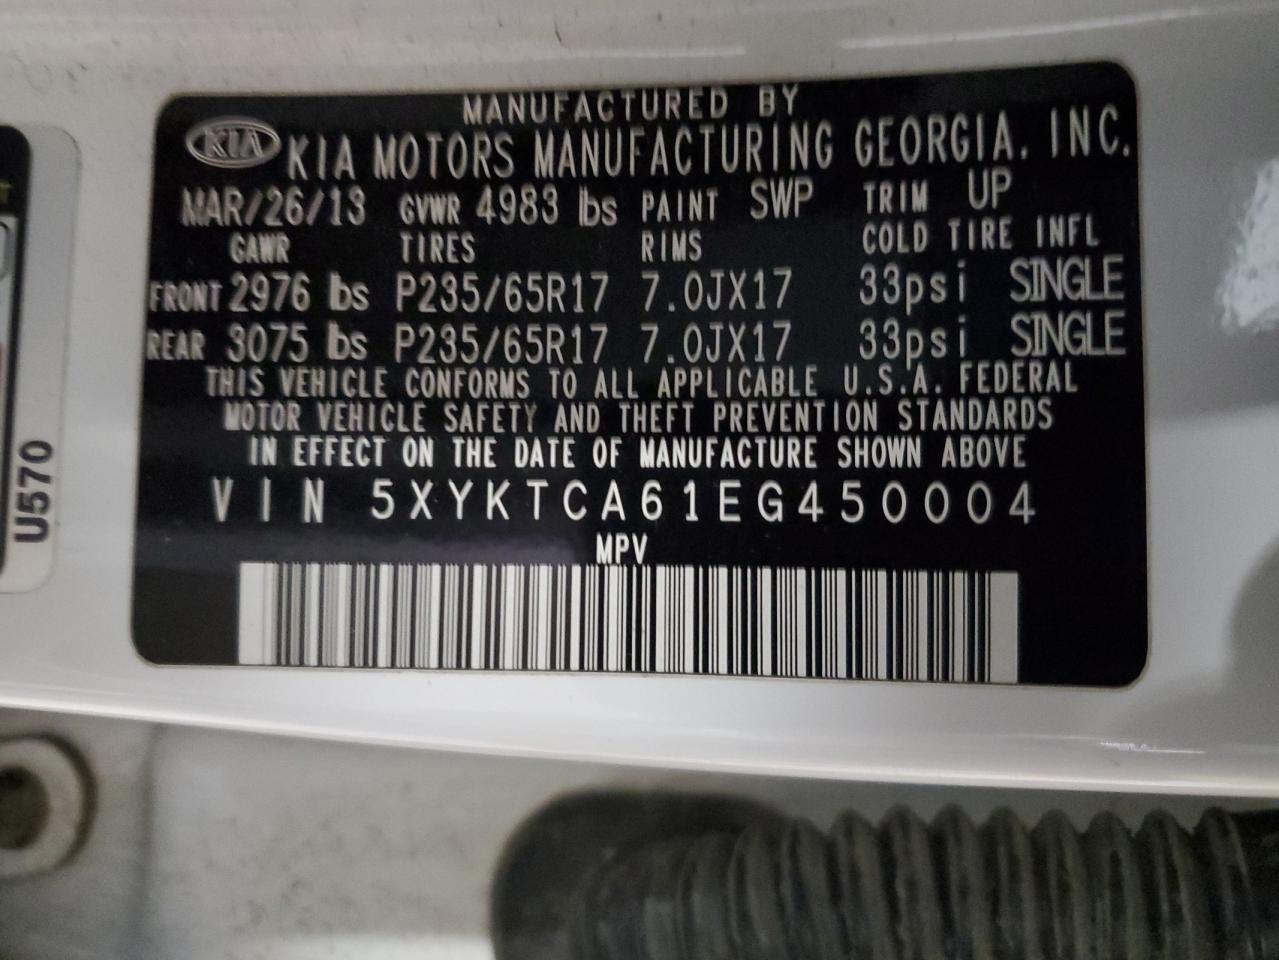 MANUFACTURED BY
KIA KIA MOTORS MANUFACTURING GEORGIA, INC.
MAR/26/13 GVWR 4983 lbs PAINT SWP TRIM UP
GAWR TIRES RIMS COLD TIRE INFL
FRONT 2976 lbs P235/65R17 7.0JX17 33psi SINGLE
REAR 3075 lbs P235/65R17 7.0JX17 33psi SINGLE
THIS VEHICLE CONFORMS TO ALL APPLICABLE U.S.A. FEDERAL
MOTOR VEHICLE SAFETY AND THEFT PREVENTION STANDARDS
IN EFFECT ON THE DATE OF MANUFACTURE SHOWN ABOVE
VIN 5XYKTCA61EG450004
MPV
U570